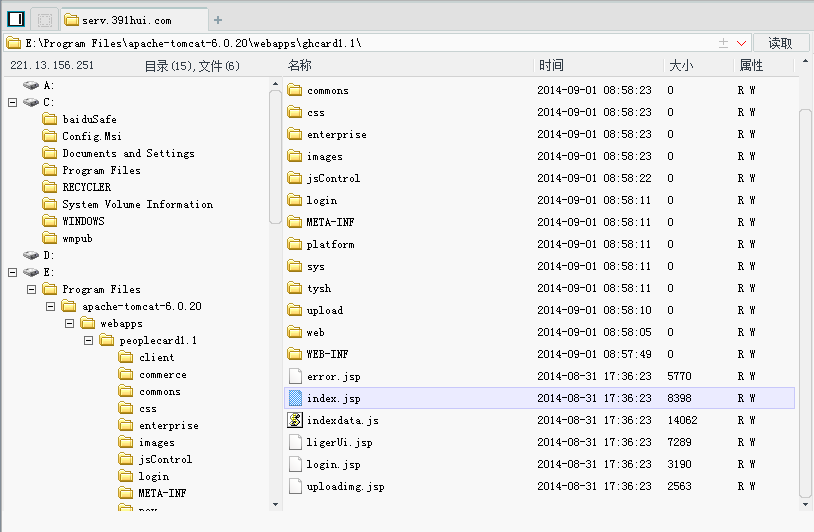 serv.391hui.com
E:\Program Files\apache-tomcat-6.0.20\webapps\ghcard1.1\ 读取
221.13.156.251 目录(15),文件(6) 名称 时间 大小 属性
A:
C:
baiduSafe
Config.Msi
Documents and Settings
Program Files
RECYCLER
System Volume Information
WINDOWS
wmpub
D:
E:
Program Files
apache-tomcat-6.0.20
webapps
peoplecard1.1
client
commerce
commons
css
enterprise
images
jsControl
login
META-INF
commons 2014-09-01 08:58:23 0 R W
css 2014-09-01 08:58:23 0 R W
enterprise 2014-09-01 08:58:23 0 R W
images 2014-09-01 08:58:23 0 R W
jsControl 2014-09-01 08:58:22 0 R W
login 2014-09-01 08:58:11 0 R W
META-INF 2014-09-01 08:58:11 0 R W
platform 2014-09-01 08:58:11 0 R W
sys 2014-09-01 08:58:11 0 R W
tysh 2014-09-01 08:58:11 0 R W
upload 2014-09-01 08:58:10 0 R W
web 2014-09-01 08:58:05 0 R W
WEB-INF 2014-09-01 08:57:49 0 R W
error.jsp 2014-08-31 17:36:23 5770 R W
index.jsp 2014-08-31 17:36:23 8398 R W
indexdata.js 2014-08-31 17:36:23 14062 R W
ligerUi.jsp 2014-08-31 17:36:23 7289 R W
login.jsp 2014-08-31 17:36:23 3190 R W
uploadimg.jsp 2014-08-31 17:36:23 2563 R W